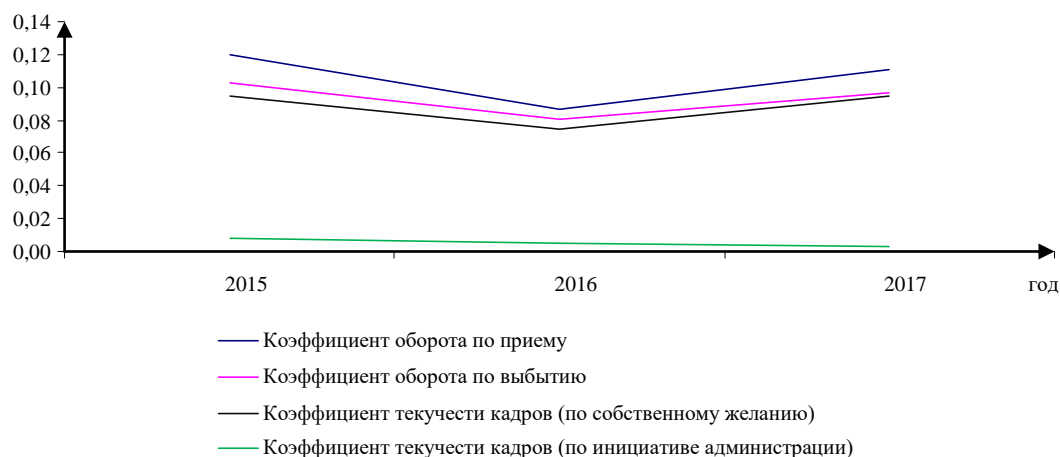 0,14
0,12
0,10
0,08
0,06
0,04
0,02
0,00
2015 2016 2017 год
Коэффициент оборота по приему
Коэффициент оборота по выбытию
Коэффициент текучести кадров (по собственному желанию)
Коэффициент текучести кадров (по инициативе администрации)